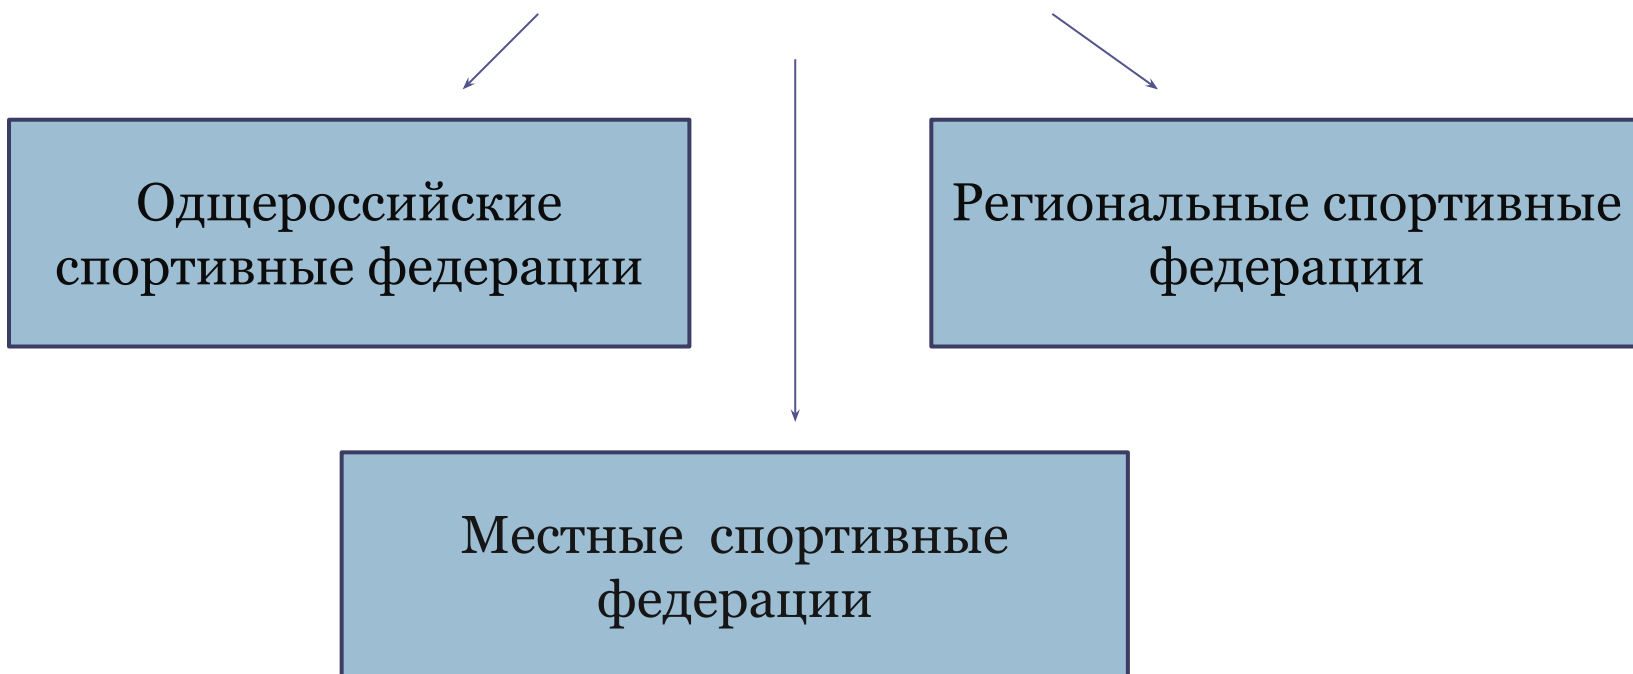 Одщероссийские
спортивные федерации
Региональные спортивные
федерации
Местные  спортивные
федерации